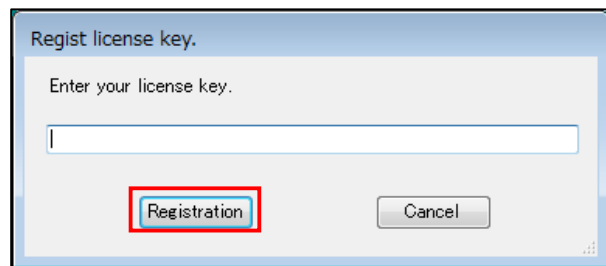 Regist license key.
Enter your license key.
Registration Cancel